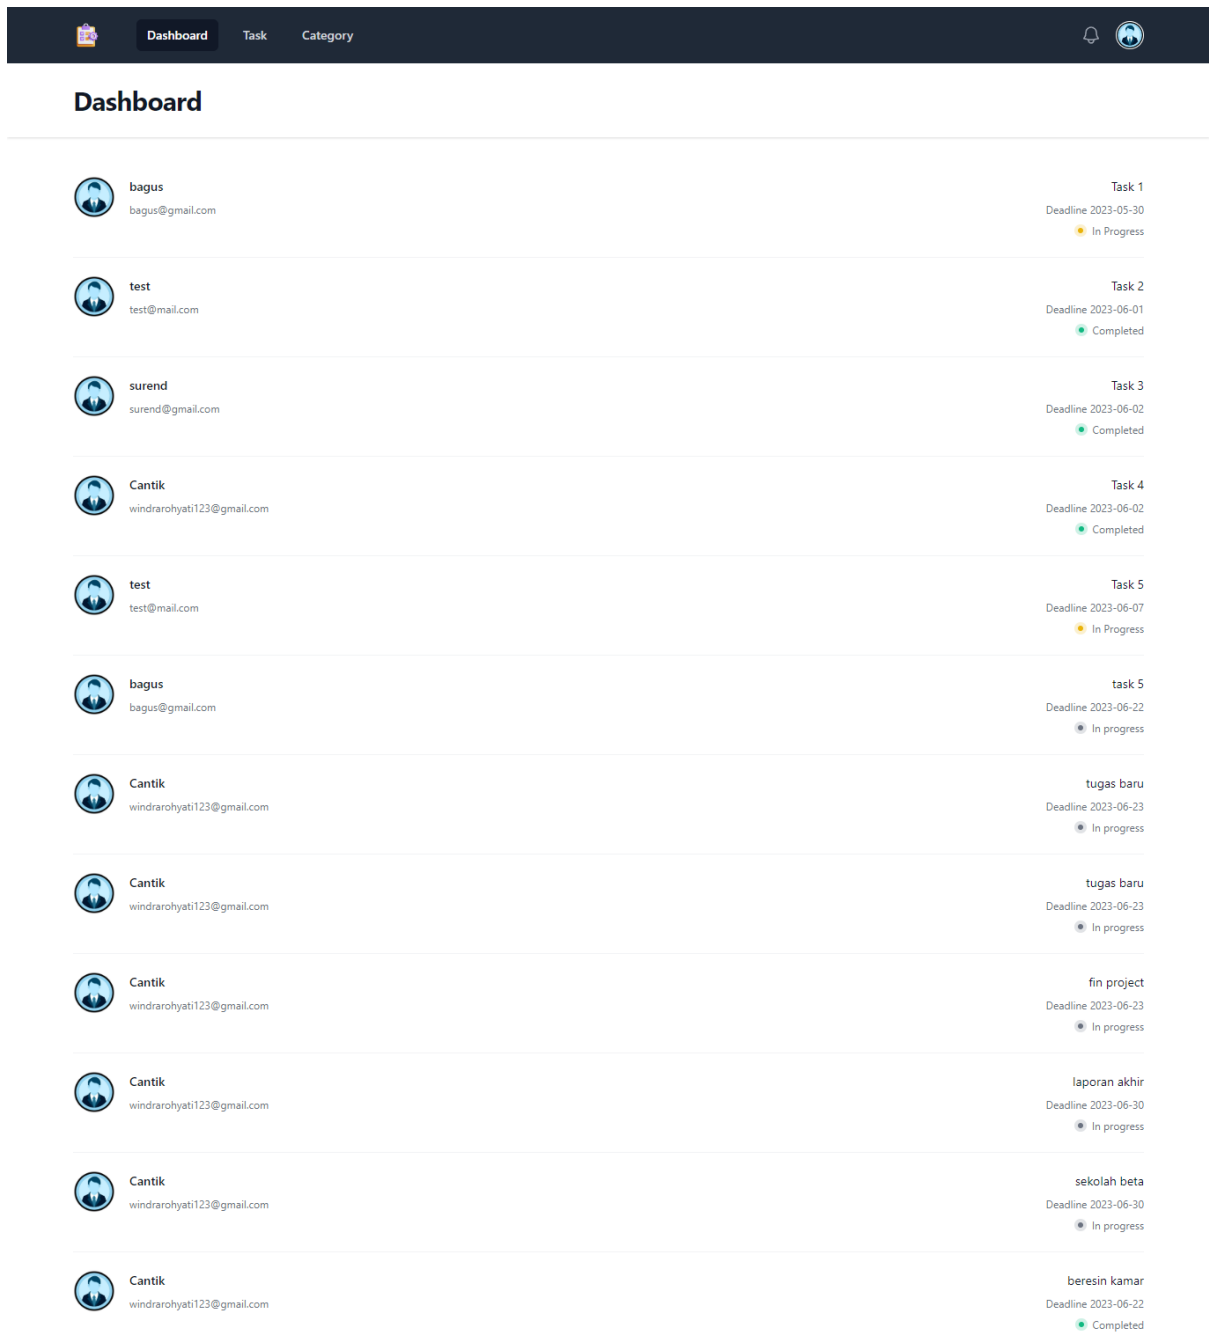 Dashboard Task Category
Dashboard
bagus Task 1
bagus@gmail.com Deadline 2023-05-30
In Progress
test Task 2
test@mail.com Deadline 2023-06-01
Completed
surend Task 3
surend@gmail.com Deadline 2023-06-02
Completed
Cantik Task 4
windrarohyati123@gmail.com Deadline 2023-06-02
Completed
test Task 5
test@mail.com Deadline 2023-06-07
In Progress
bagus task 5
bagus@gmail.com Deadline 2023-06-22
In progress
Cantik tugas baru
windrarohyati123@gmail.com Deadline 2023-06-23
In progress
Cantik tugas baru
windrarohyati123@gmail.com Deadline 2023-06-23
In progress
Cantik fin project
windrarohyati123@gmail.com Deadline 2023-06-23
In progress
Cantik laporan akhir
windrarohyati123@gmail.com Deadline 2023-06-30
In progress
Cantik sekolah beta
windrarohyati123@gmail.com Deadline 2023-06-30
In progress
Cantik beresin kamar
windrarohyati123@gmail.com Deadline 2023-06-22
Completed